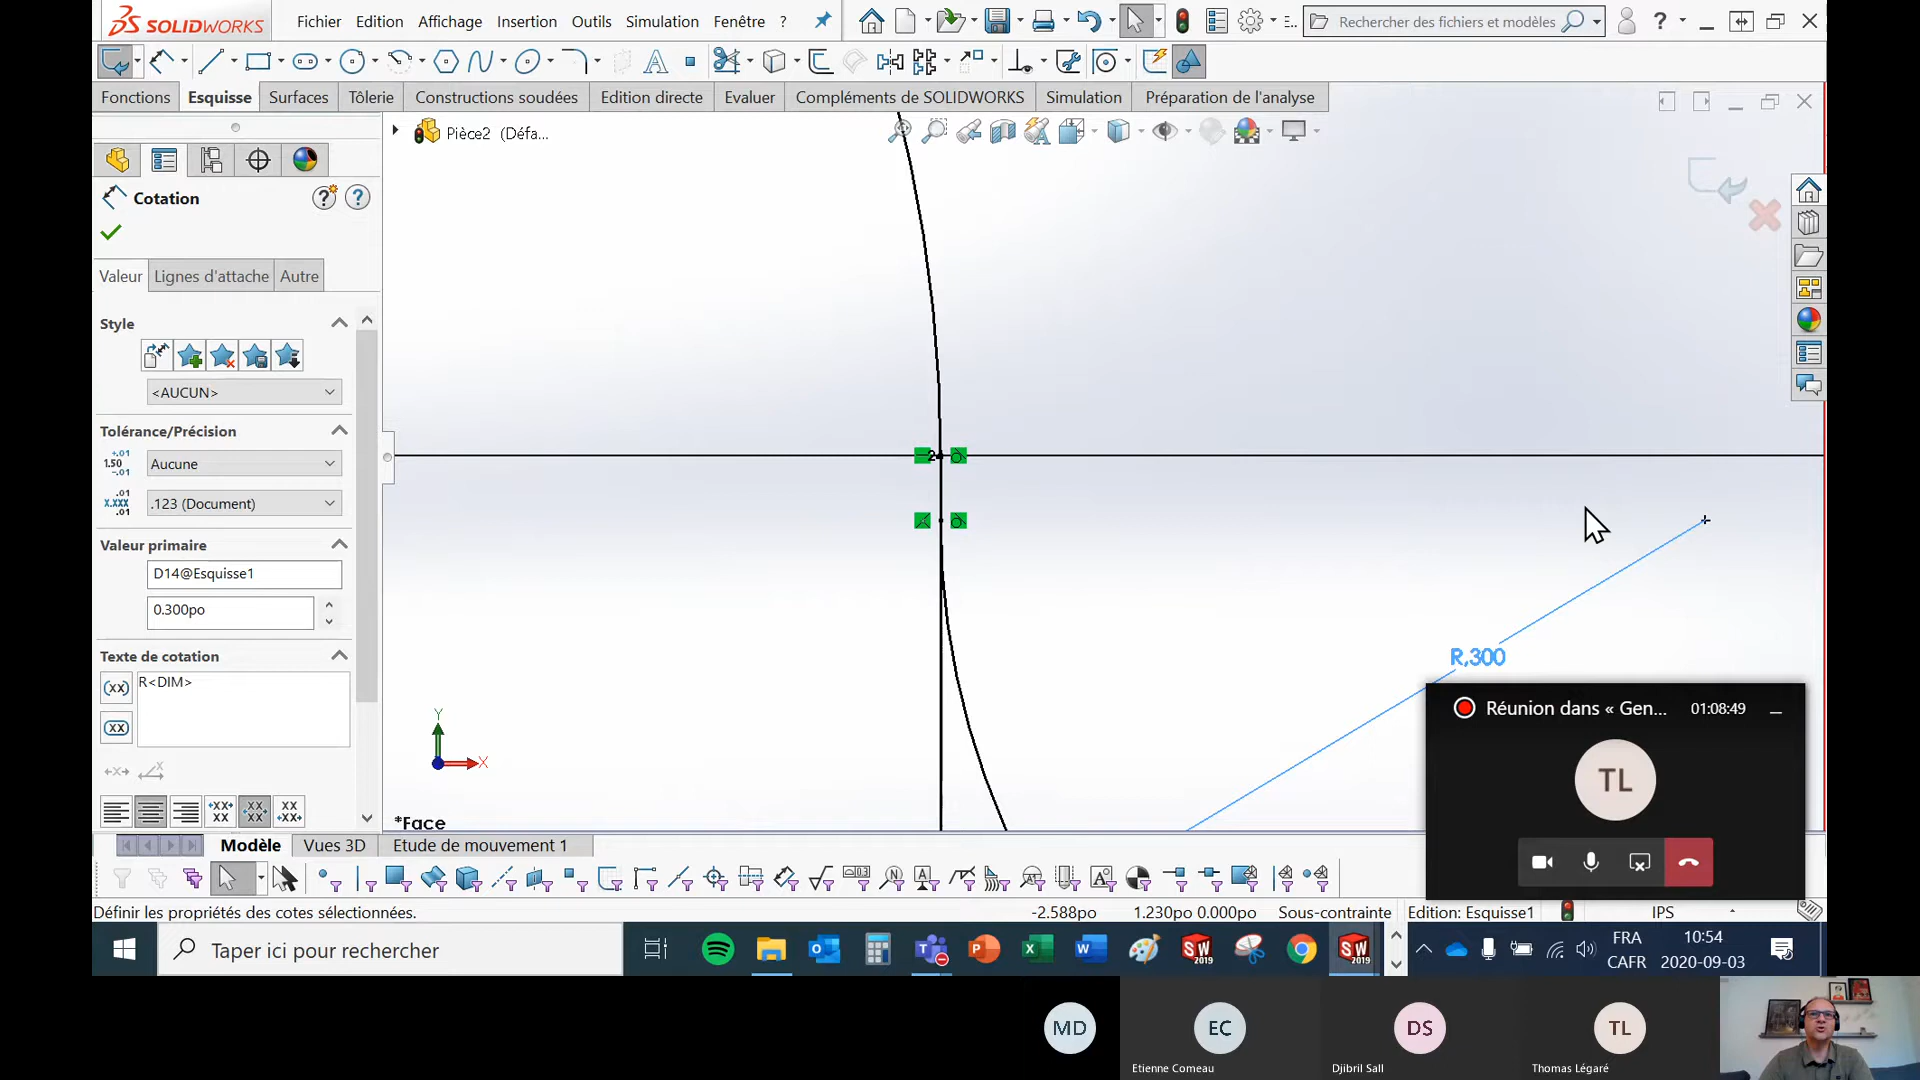 SOLIDWORKS
Fichier Edition Affichage Insertion Outils Simulation Fenêtre ?
E... Rechercher des fichiers et modèles ?
Fonctions Esquisse Surfaces Tôlerie Constructions soudées Edition directe Evaluer Compléments de SOLIDWORKS Simulation Préparation de l'analyse
Pièce2 (Défa...
Cotation
Valeur Lignes d'attache Autre
Style
<AUCUN>
Tolérance/Précision
Aucune
.123 (Document)
Valeur primaire
D14@Esquisse1
0.300po
Texte de cotation
R<DIM>
2
R,300
Y
X
*Face
Réunion dans « Gen... 01:08:49
TL
Modèle Vues 3D Etude de mouvement 1
Définir les propriétés des cotes sélectionnées. -2.588po 1.230po 0.000po Sous-contrainte Edition: Esquisse1 IPS
Taper ici pour rechercher
FRA
CAFR
10:54
2020-09-03
MD EC DS TL
Etienne Comeau Djibril Sall Thomas Légaré